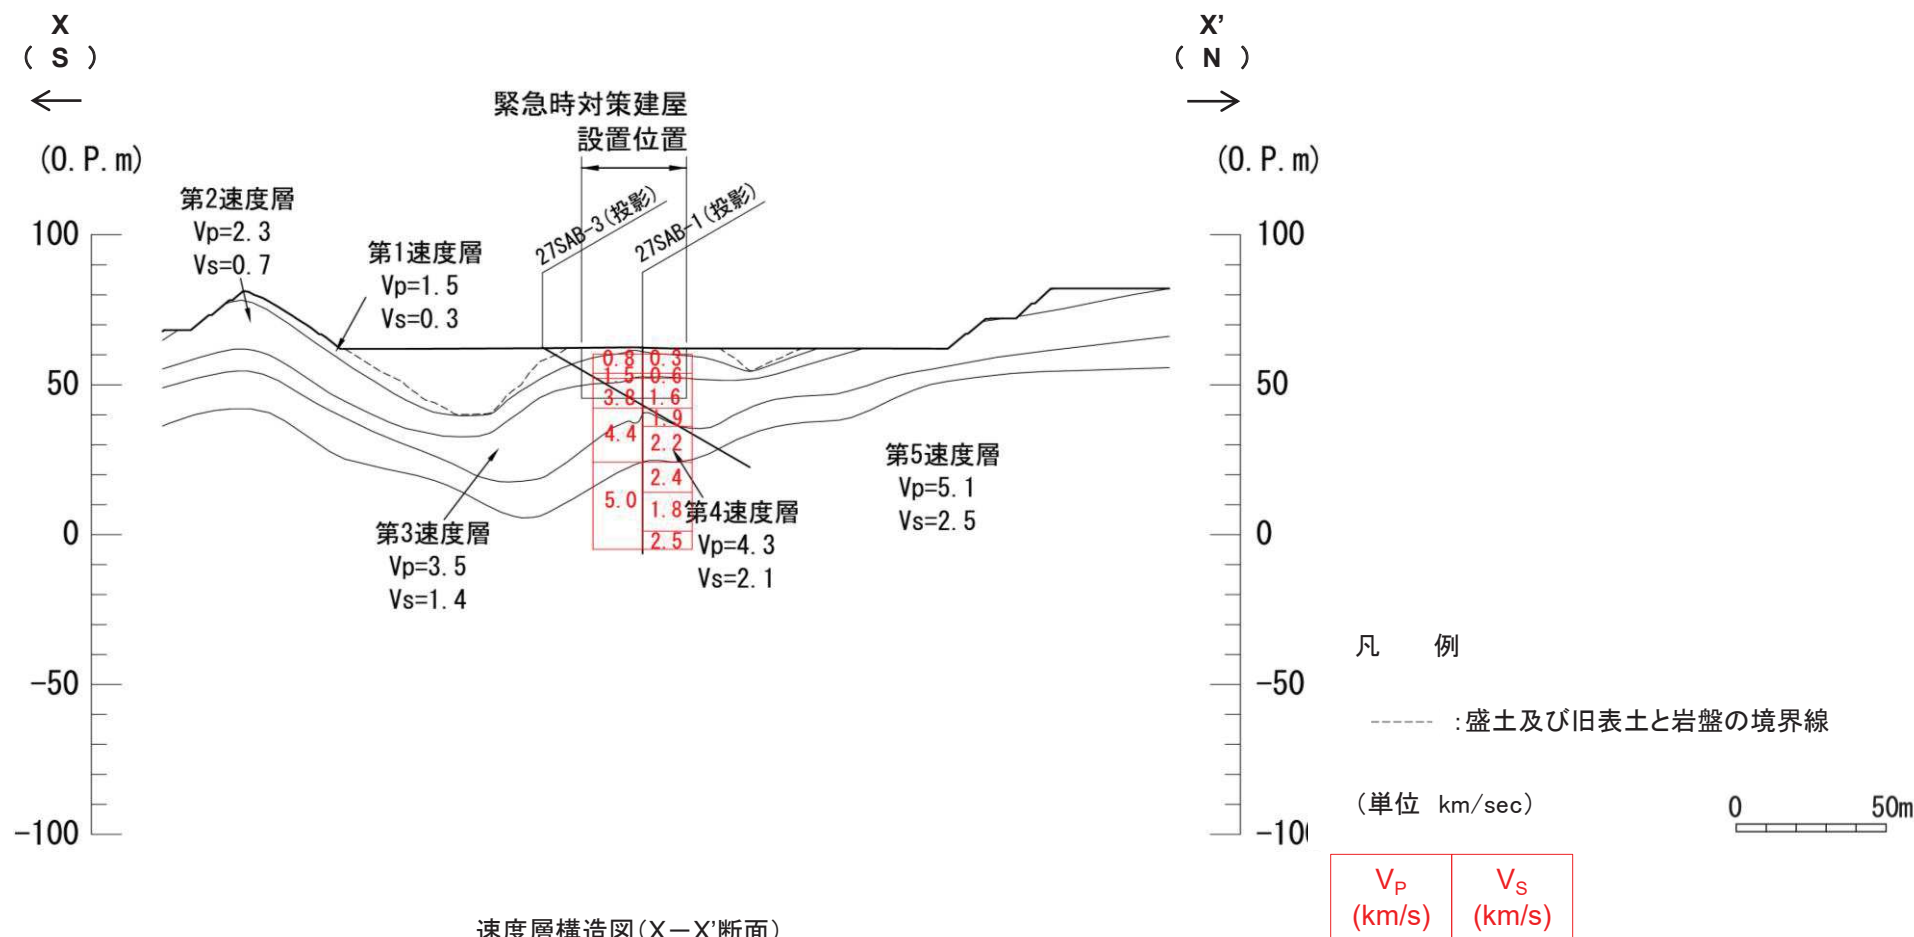 X
( S )
X'
( N )
緊急時対策建屋
設置位置
(O.P.m)
(O.P.m)
第2速度層
Vp=2.3
Vs=0.7
第1速度層
Vp=1.5
Vs=0.3
27SAB-3(投影)
27SAB-1(投影)
100
50
0
-50
-100
100
50
0
-50
-10
0.8 0.3
1.5 0.6
3.8 1.6
1.9
4.4 2.2
2.4
5.0 1.8
2.5
第3速度層
Vp=3.5
Vs=1.4
第4速度層
Vp=4.3
Vs=2.1
第5速度層
Vp=5.1
Vs=2.5
凡 例
:盛土及び旧表土と岩盤の境界線
(単位 km/sec)
0 50m
VP VS
(km/s) (km/s)
速度層構造図(X-X'断面)